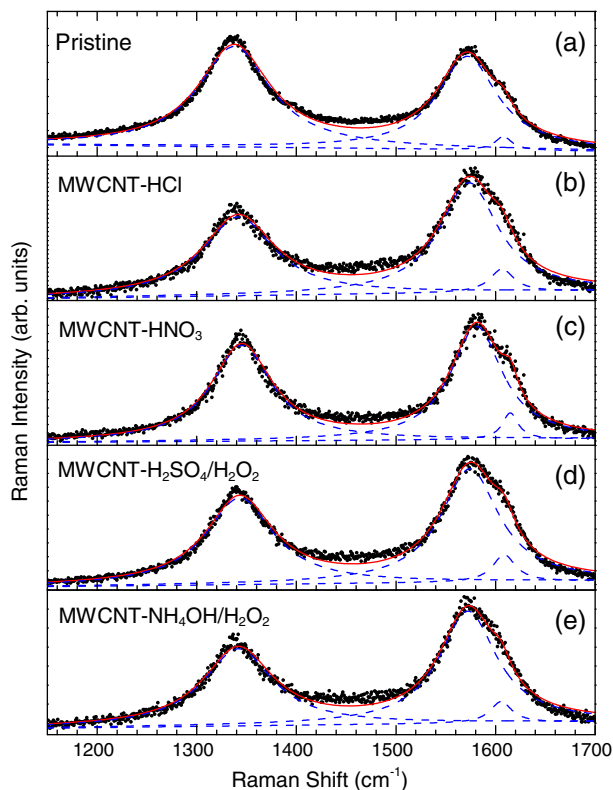 Pristine
(a)
MWCNT-HCl
(b)
MWCNT-HNO₃
(c)
MWCNT-H₂SO₄/H₂O₂
(d)
MWCNT-NH₄OH/H₂O₂
(e)
Raman Intensity (arb. units)
1200 1300 1400 1500 1600 1700
Raman Shift (cm⁻¹)